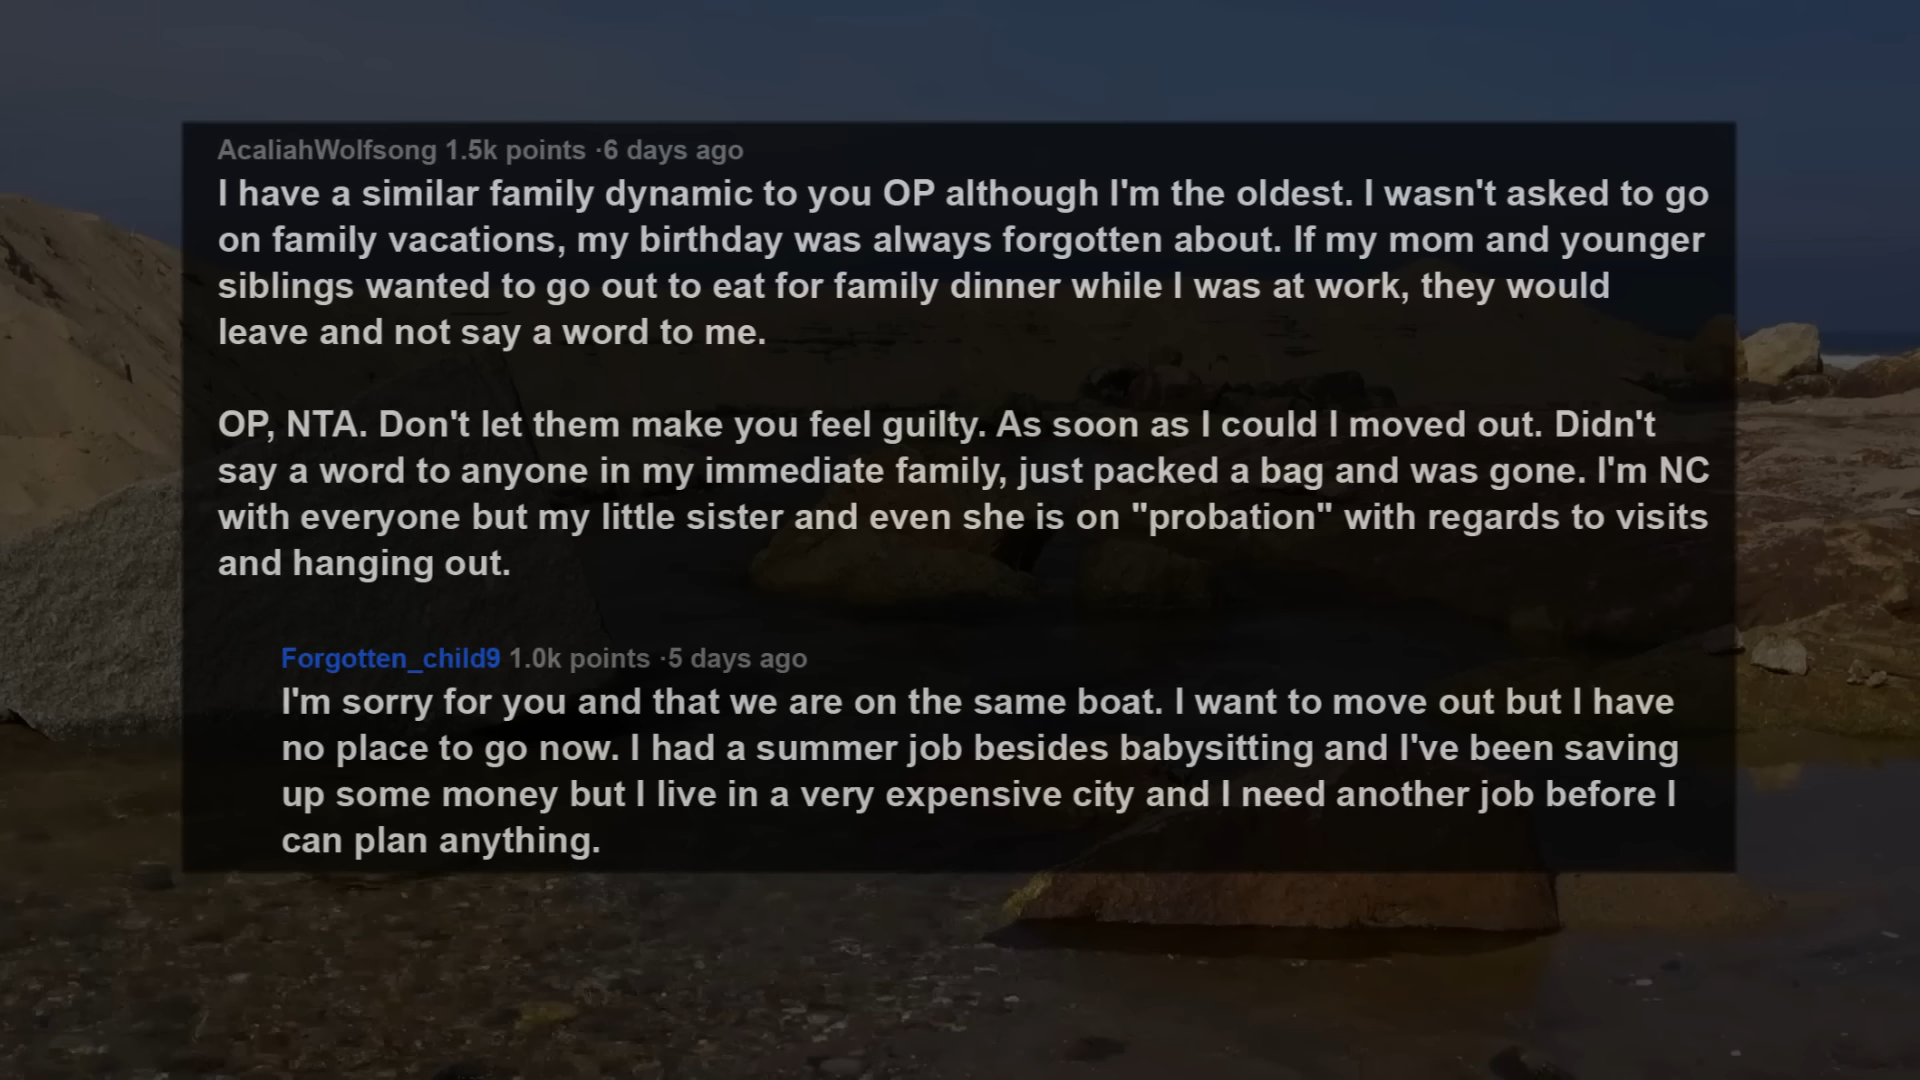 AcaliahWolfsong 1.5k points ·6 days ago
I have a similar family dynamic to you OP although I'm the oldest. I wasn't asked to go
on family vacations, my birthday was always forgotten about. If my mom and younger
siblings wanted to go out to eat for family dinner while I was at work, they would
leave and not say a word to me.
OP, NTA. Don't let them make you feel guilty. As soon as I could I moved out. Didn't
say a word to anyone in my immediate family, just packed a bag and was gone. I'm NC
with everyone but my little sister and even she is on "probation" with regards to visits
and hanging out.
Forgotten_child9 1.0k points ·5 days ago
I'm sorry for you and that we are on the same boat. I want to move out but I have
no place to go now. I had a summer job besides babysitting and I've been saving
up some money but I live in a very expensive city and I need another job before I
can plan anything.